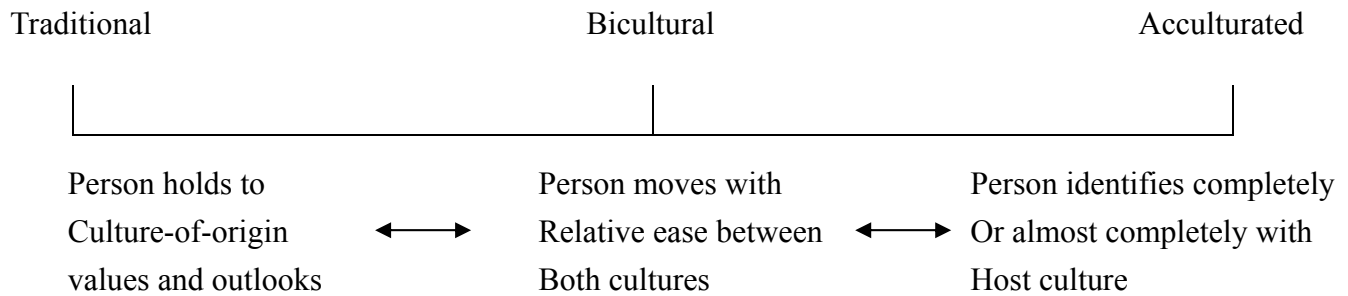 Traditional Bicultural Acculturated
Person holds to
Culture-of-origin
values and outlooks
Person moves with
Relative ease between
Both cultures
Person identifies completely
Or almost completely with
Host culture